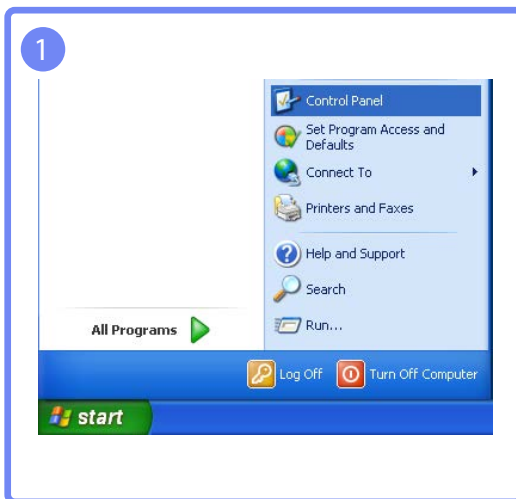 1
Control Panel
Set Program Access and
Defaults
Connect To
Printers and Faxes
Help and Support
Search
All Programs
Run...
Log Off
Turn Off Computer
start